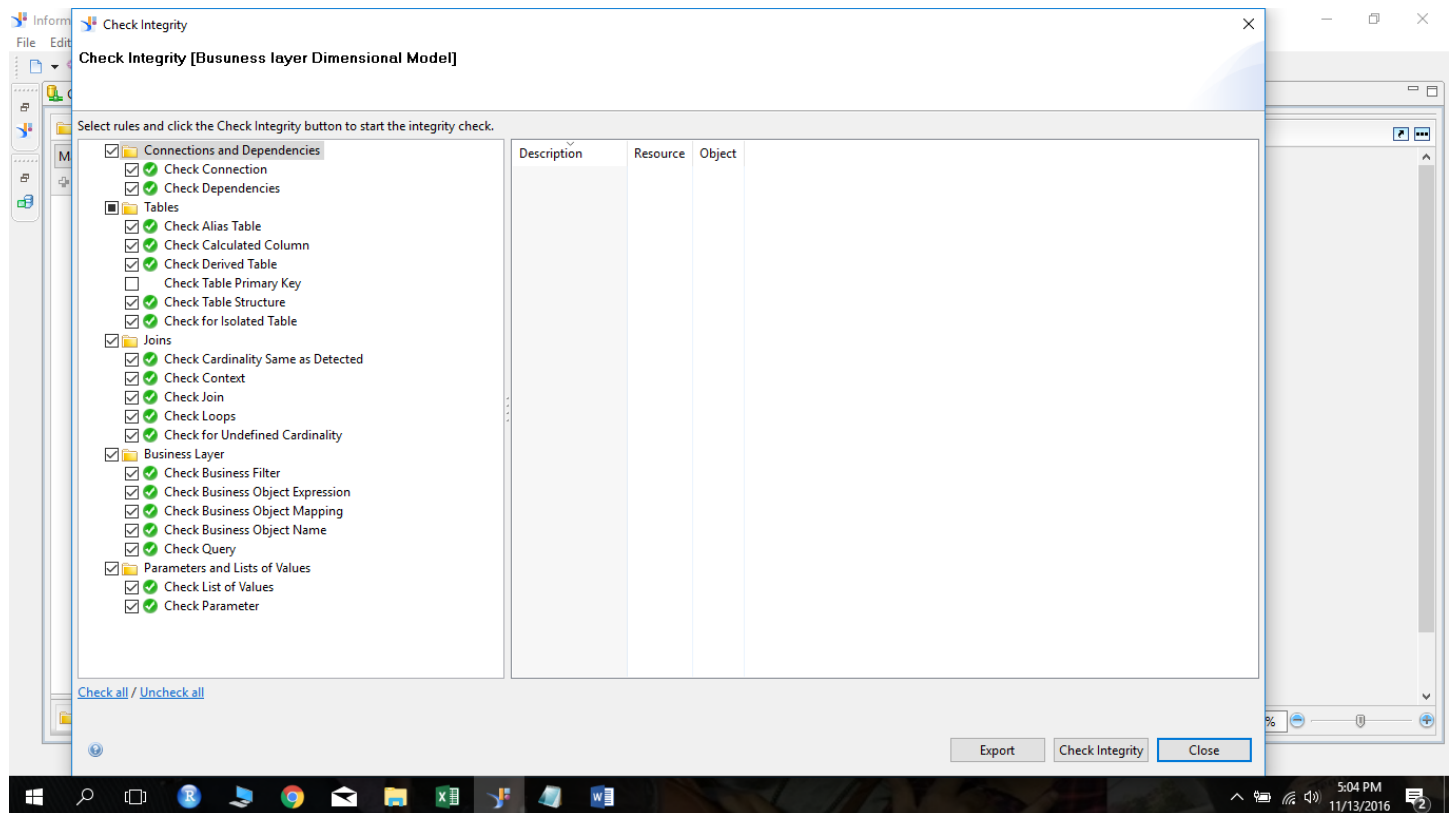 Inform
Check Integrity
File Edit
Check Integrity [Busuness layer Dimensional Model]
Select rules and click the Check Integrity button to start the integrity check.
M
Connections and Dependencies
Check Connection
Check Dependencies
Tables
Check Alias Table
Check Calculated Column
Check Derived Table
Check Table Primary Key
Check Table Structure
Check for Isolated Table
Joins
Check Cardinality Same as Detected
Check Context
Check Join
Check Loops
Check for Undefined Cardinality
Business Layer
Check Business Filter
Check Business Object Expression
Check Business Object Mapping
Check Business Object Name
Check Query
Parameters and Lists of Values
Check List of Values
Check Parameter
Description Resource Object
Check all / Uncheck all
%
Export Check Integrity Close
5:04 PM
11/13/2016
2